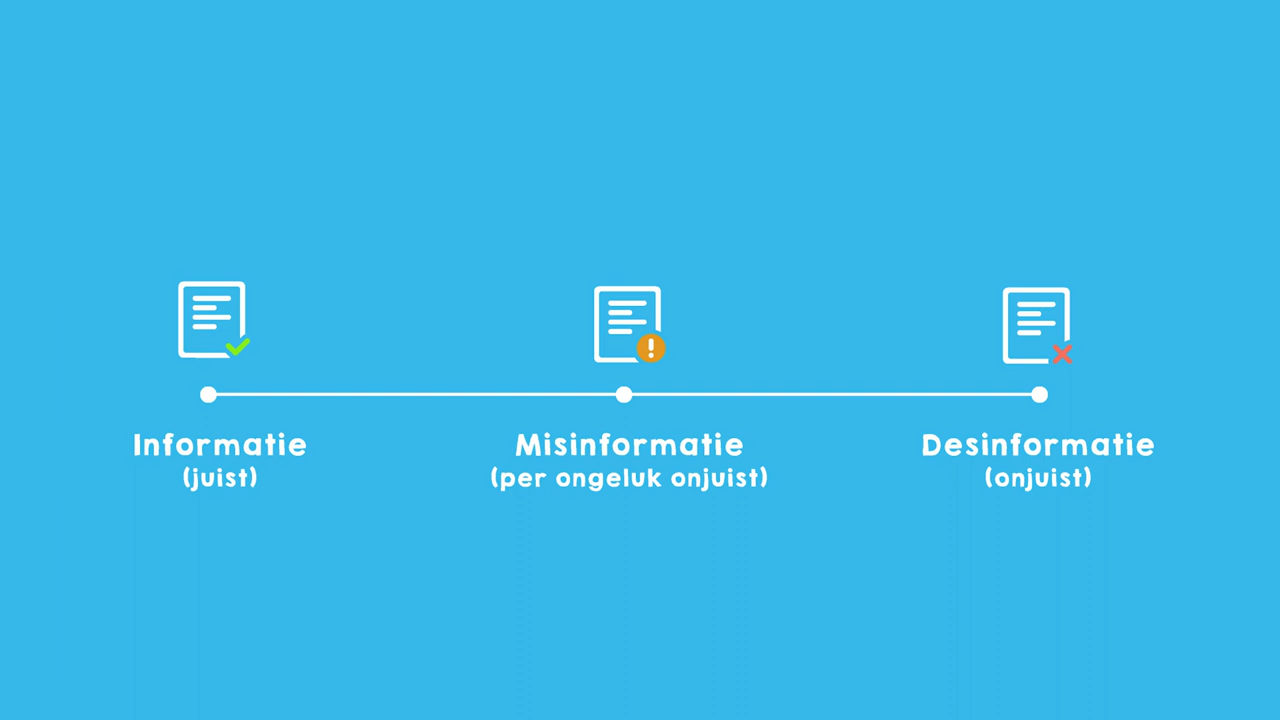 Informatie
(juist)
Misinformatie
(per ongeluk onjuist)
Desinformatie
(onjuist)